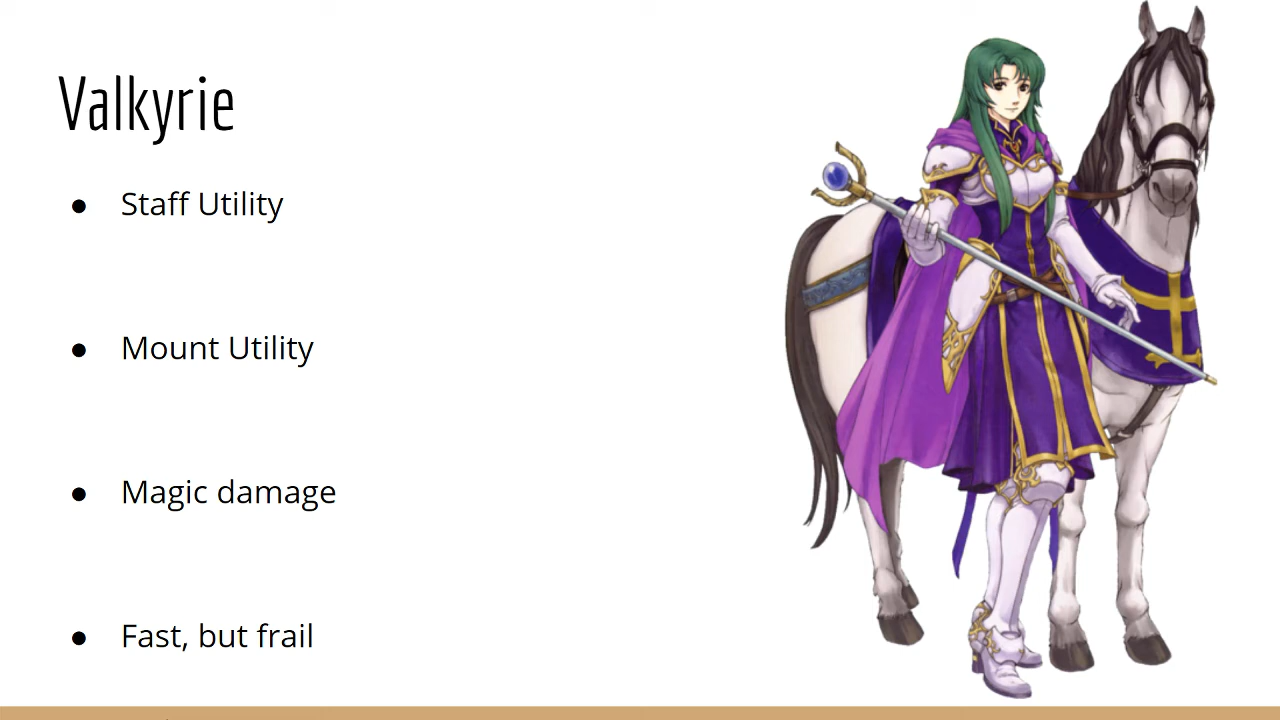 Valkyrie
● Staff Utility
● Mount Utility
● Magic damage
● Fast, but frail